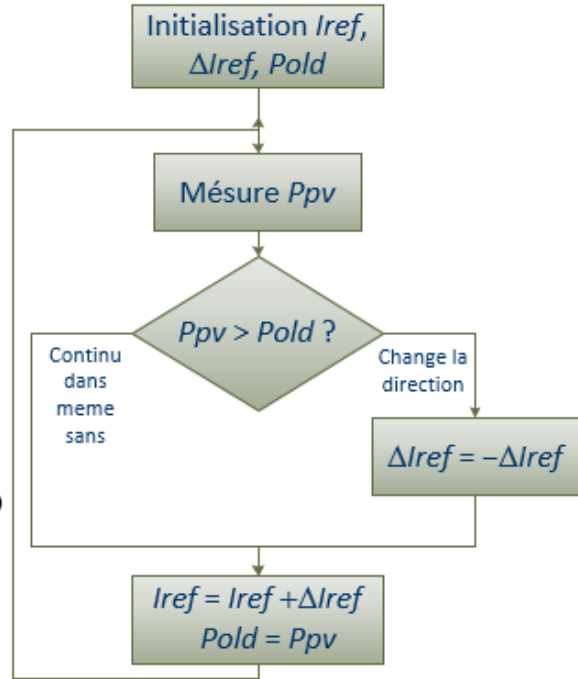 Initialisation Iref,
ΔIref, Pold
Mésure Ppv
Ppv > Pold ?
Continu
dans
meme
sans
Change la
direction
ΔIref = −ΔIref
Iref = Iref +ΔIref
Pold = Ppv